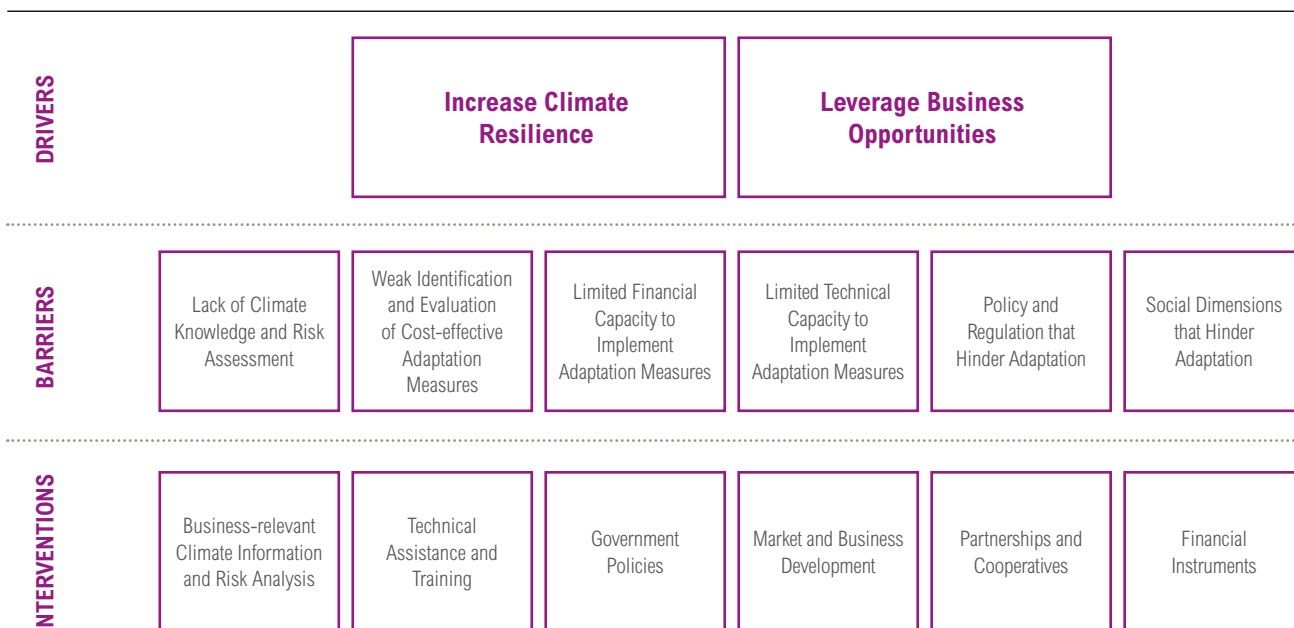 DRIVERS
Increase Climate
Resilience
Leverage Business
Opportunities
BARRIERS
Lack of Climate
Knowledge and Risk
Assessment
Weak Identification
and Evaluation
of Cost-effective
Adaptation
Measures
Limited Financial
Capacity to
Implement
Adaptation Measures
Limited Technical
Capacity to
Implement
Adaptation Measures
Policy and
Regulation that
Hinder Adaptation
Social Dimensions
that Hinder
Adaptation
NTERVENTIONS
Business-relevant
Climate Information
and Risk Analysis
Technical
Assistance and
Training
Government
Policies
Market and Business
Development
Partnerships and
Cooperatives
Financial
Instruments